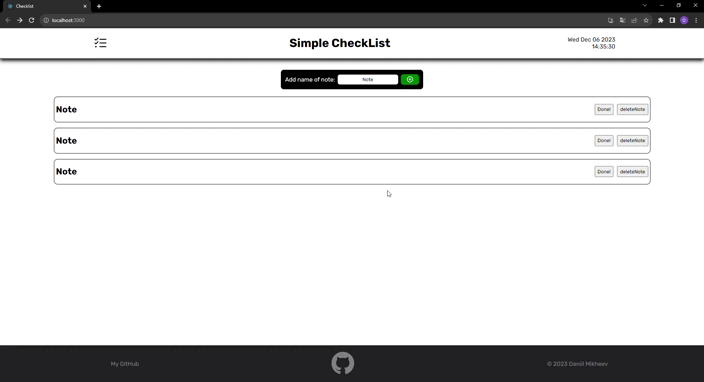 Checklist
localhost:3000
Simple CheckList
Wed Dec 06 2023
14:35:30
Add name of note: Note
Note Done! deleteNote
Note Done! deleteNote
Note Done! deleteNote
My GitHub © 2023 Daniil Mikheev